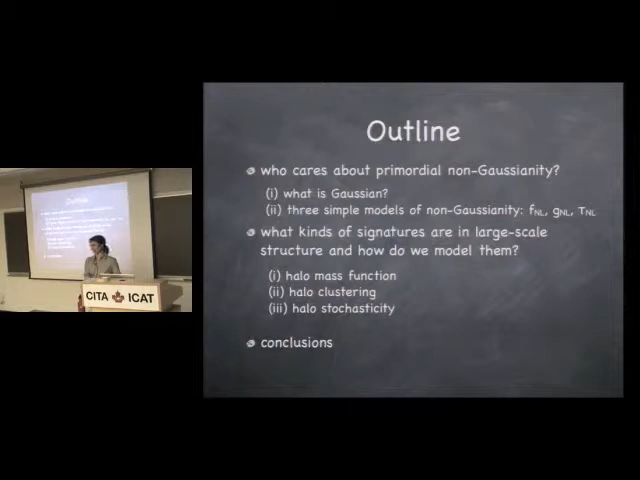 Outline
who cares about primordial non-Gaussianity?
(i) what is Gaussian?
(ii) three simple models of non-Gaussianity: fNL, gNL, τNL
what kinds of signatures are in large-scale
structure and how do we model them?
(i) halo mass function
(ii) halo clustering
(iii) halo stochasticity
conclusions
Outline
CITA ICAT